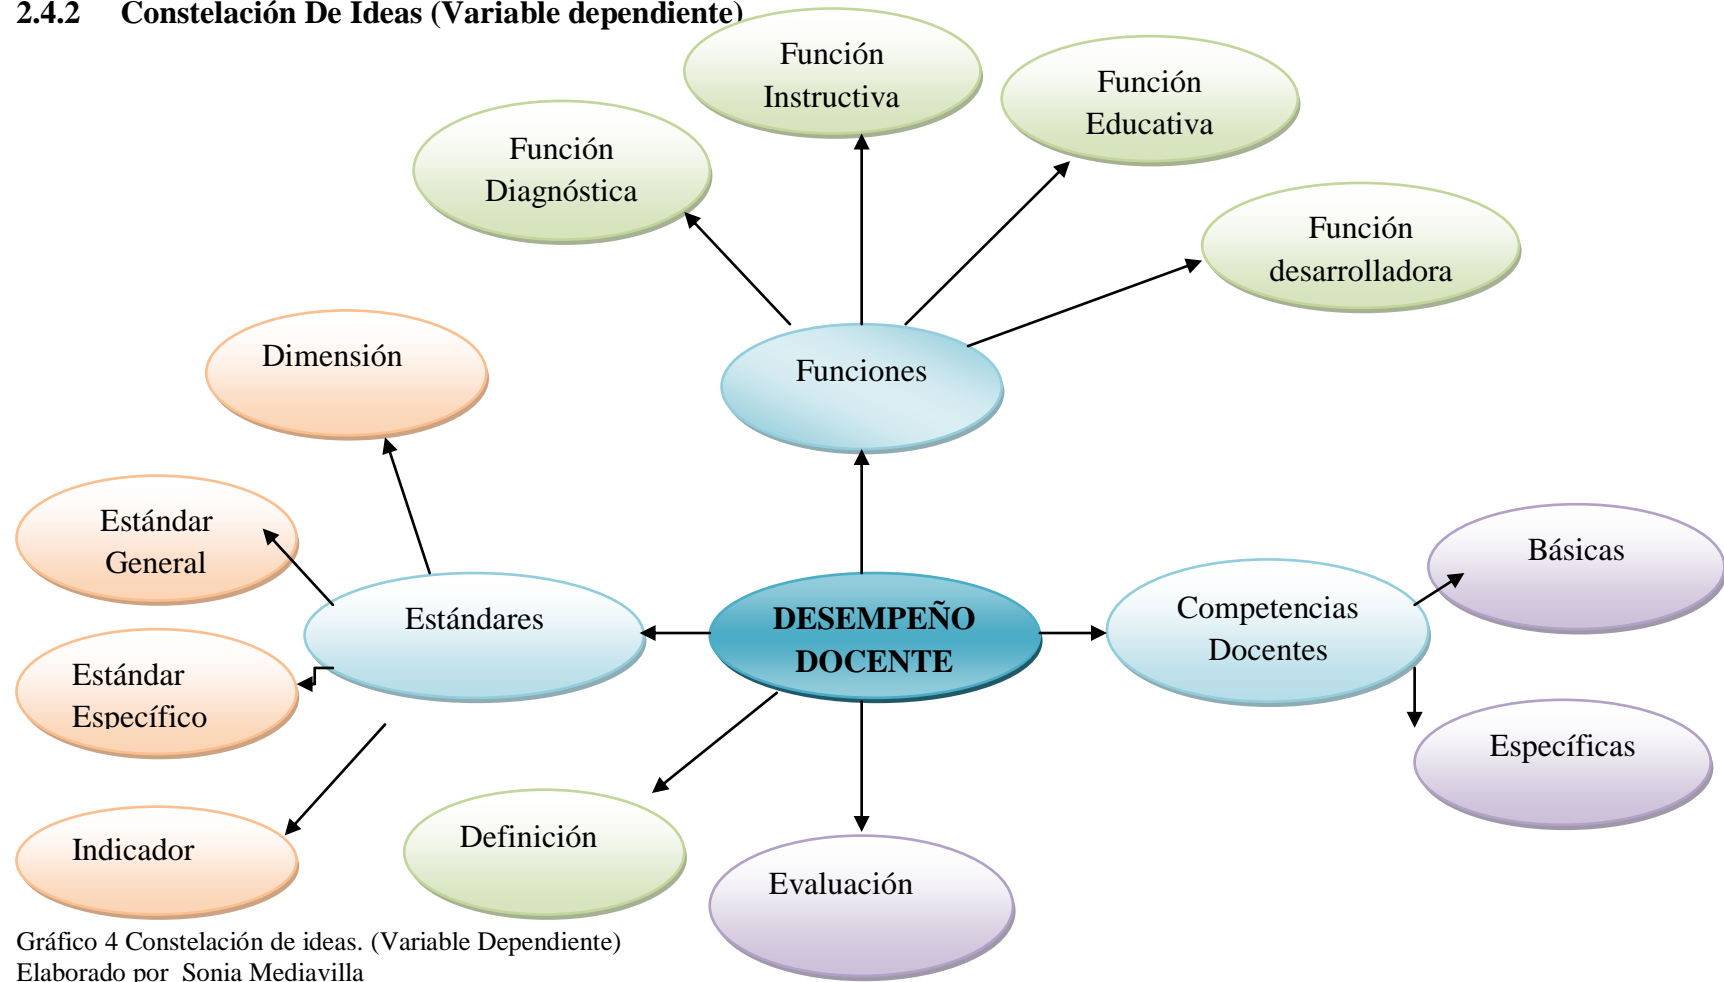 2.4.2 Constelación De Ideas (Variable dependiente)
Función
Instructiva
Función
Educativa
Función
Diagnóstica
Función
desarrolladora
Dimensión
Funciones
Estándar
General
Básicas
Estándares
DESEMPEÑO
DOCENTE
Competencias
Docentes
Estándar
Específico
Específicas
Indicador
Definición
Evaluación
Gráfico 4 Constelación de ideas. (Variable Dependiente)
Elaborado por Sonia Mediavilla